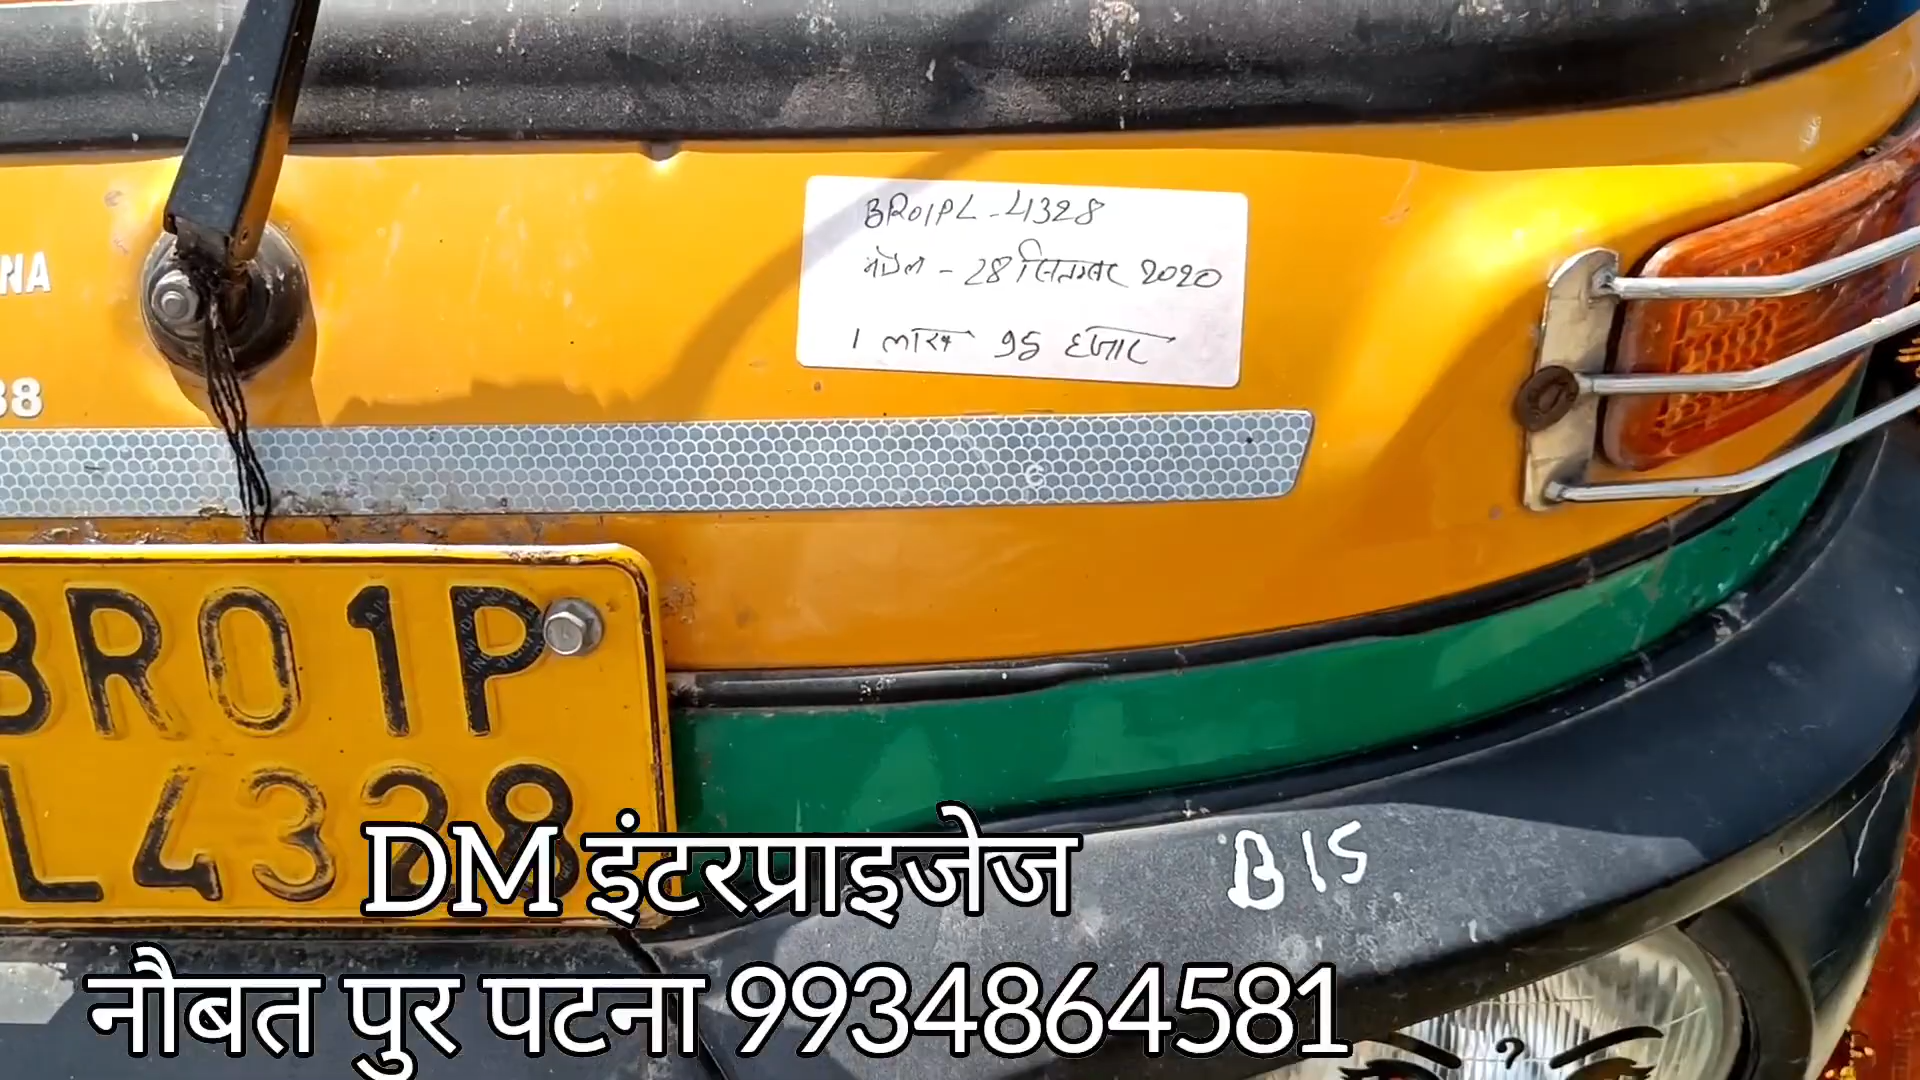 BR01PL-4328
मॉडल - 28 सितम्बर 2020
1 लाख 95 हजार
NA
38
BR01P
L4328
B15
DM इंटरप्राइजेज
नौबत पुर पटना 9934864581
?